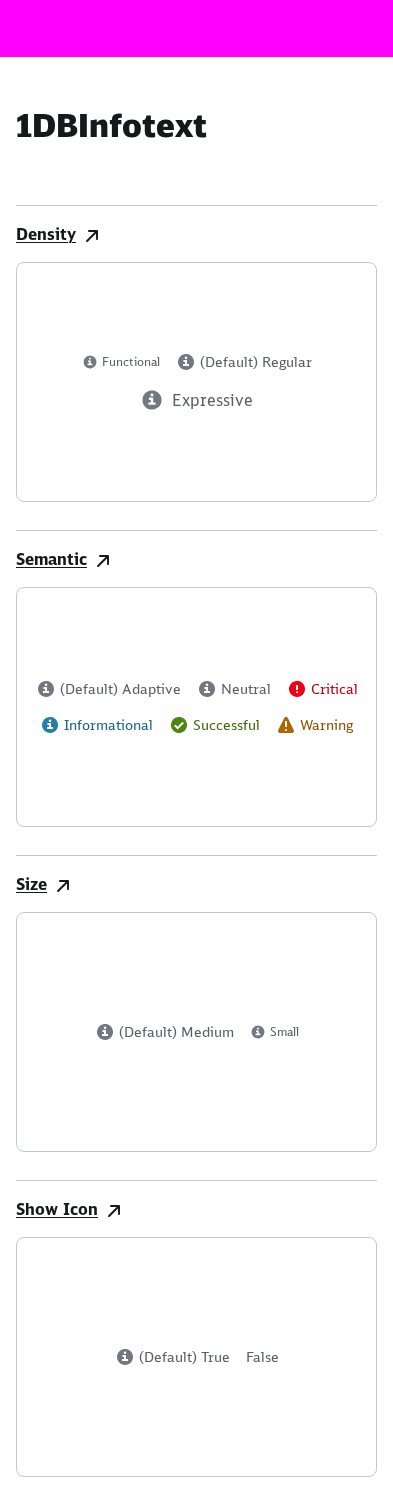 1DBInfotext
Density
Functional (Default) Regular
Expressive
Semantic
(Default) Adaptive Neutral Critical
Informational Successful Warning
Size
(Default) Medium Small
Show Icon
(Default) True False